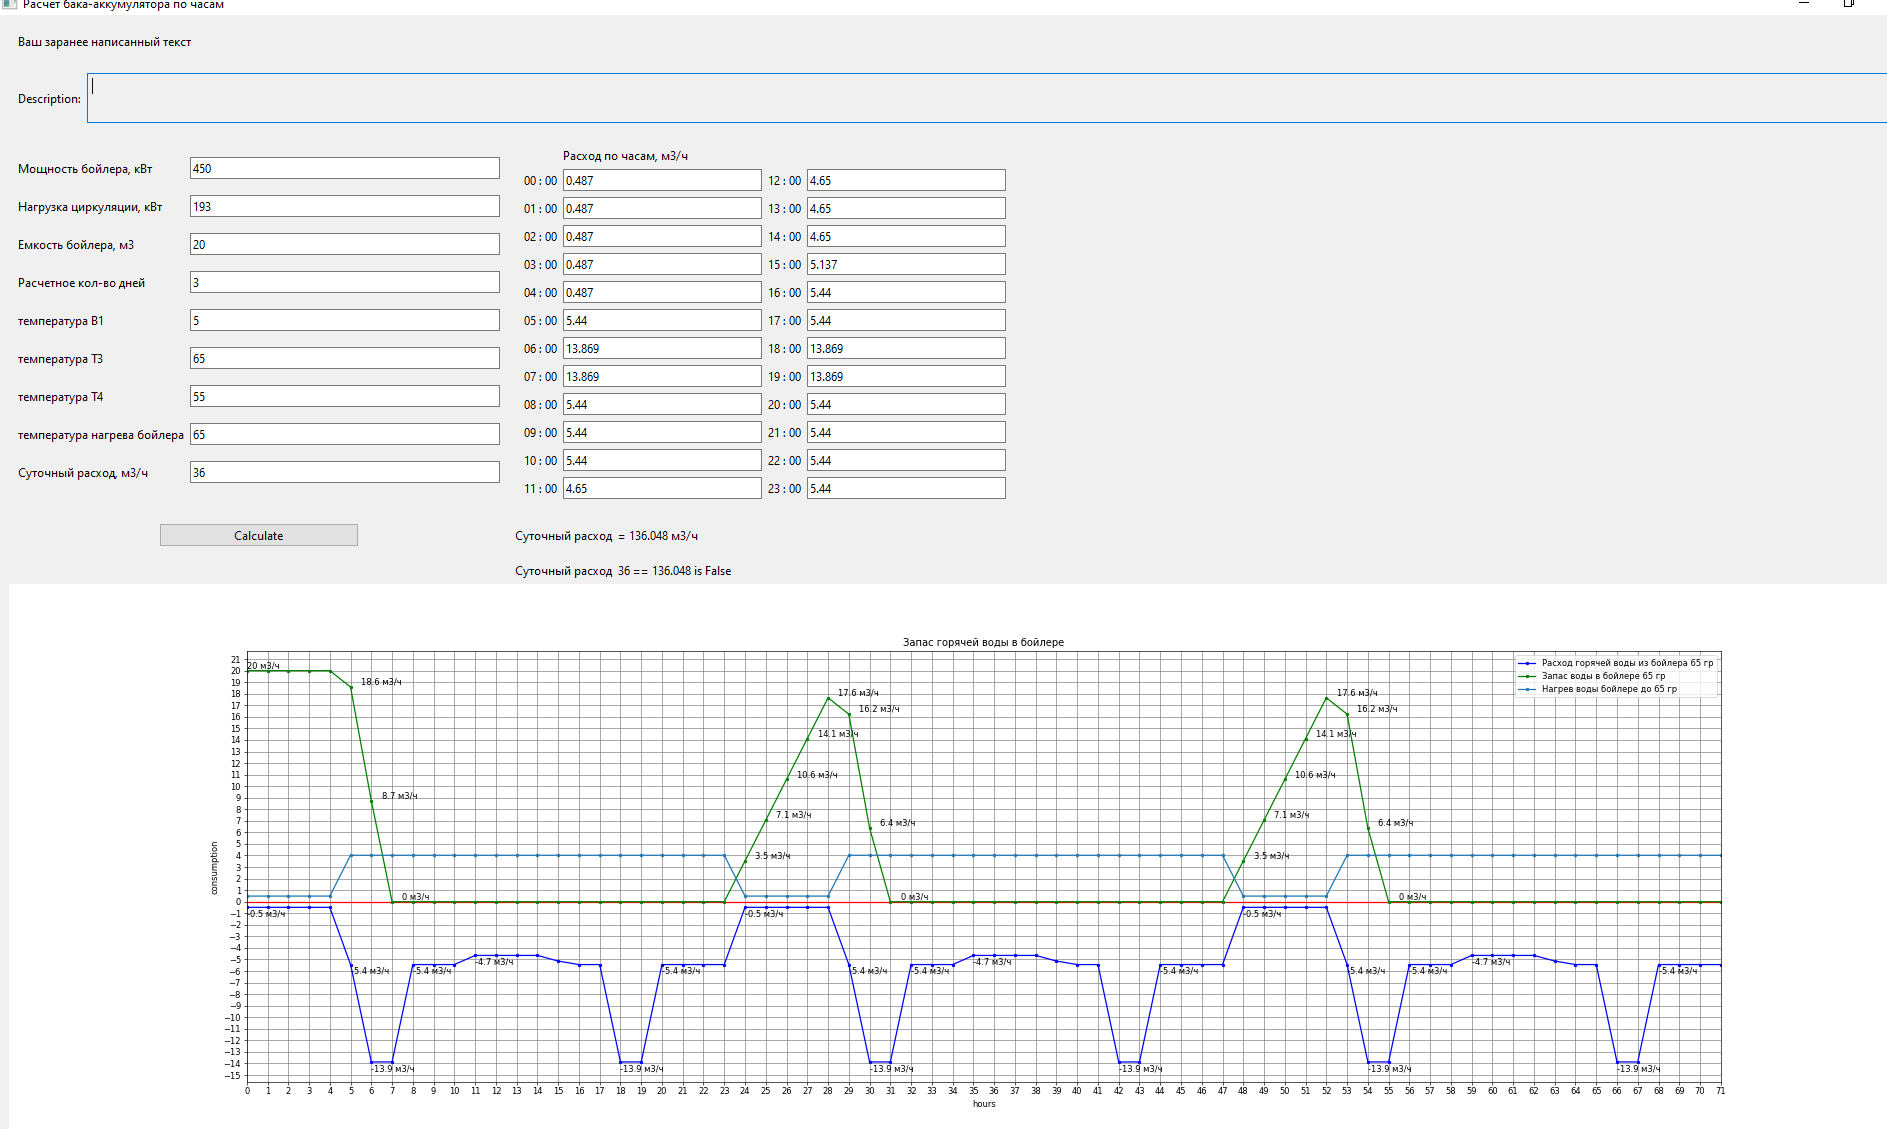 Расчет бака-аккумулятора по часам
Ваш заранее написанный текст
Description:
Мощность бойлера, кВт 450
Нагрузка циркуляции, кВт 193
Емкость бойлера, м3 20
Расчетное кол-во дней 3
температура В1 5
температура Т3 65
температура Т4 55
температура нагрева бойлера 65
Суточный расход, м3/ч 36
Calculate
Расход по часам, м3/ч
00 : 00 0.487 12 : 00 4.65
01 : 00 0.487 13 : 00 4.65
02 : 00 0.487 14 : 00 4.65
03 : 00 0.487 15 : 00 5.137
04 : 00 0.487 16 : 00 5.44
05 : 00 5.44 17 : 00 5.44
06 : 00 13.869 18 : 00 13.869
07 : 00 13.869 19 : 00 13.869
08 : 00 5.44 20 : 00 5.44
09 : 00 5.44 21 : 00 5.44
10 : 00 5.44 22 : 00 5.44
11 : 00 4.65 23 : 00 5.44
Суточный расход = 136.048 м3/ч
Суточный расход 36 == 136.048 is False
Запас горячей воды в бойлере
Расход горячей воды из бойлера 65 гр
Запас воды в бойлере 65 гр
Нагрев воды бойлере до 65 гр
consumption
21
20
19
18
17
16
15
14
13
12
11
10
9
8
7
6
5
4
3
2
1
0
−1
−2
−3
−4
−5
−6
−7
−8
−9
−10
−11
−12
−13
−14
−15
20 м3/ч
18.6 м3/ч 17.6 м3/ч 17.6 м3/ч
16.2 м3/ч 16.2 м3/ч
14.1 м3/ч 14.1 м3/ч
10.6 м3/ч 10.6 м3/ч
8.7 м3/ч
7.1 м3/ч 7.1 м3/ч
6.4 м3/ч 6.4 м3/ч
3.5 м3/ч 3.5 м3/ч
0 м3/ч 0 м3/ч 0 м3/ч
-0.5 м3/ч -0.5 м3/ч -0.5 м3/ч
-4.7 м3/ч -4.7 м3/ч -4.7 м3/ч
-5.4 м3/ч -5.4 м3/ч -5.4 м3/ч -5.4 м3/ч -5.4 м3/ч -5.4 м3/ч -5.4 м3/ч -5.4 м3/ч -5.4 м3/ч
-13.9 м3/ч -13.9 м3/ч -13.9 м3/ч -13.9 м3/ч -13.9 м3/ч -13.9 м3/ч
0 1 2 3 4 5 6 7 8 9 10 11 12 13 14 15 16 17 18 19 20 21 22 23 24 25 26 27 28 29 30 31 32 33 34 35 36 37 38 39 40 41 42 43 44 45 46 47 48 49 50 51 52 53 54 55 56 57 58 59 60 61 62 63 64 65 66 67 68 69 70 71
hours